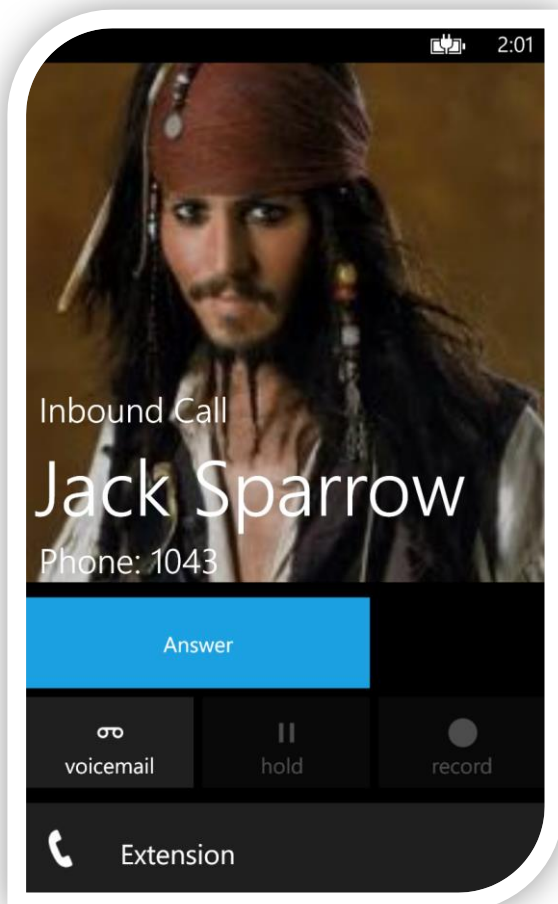 2:01
Inbound Call
Jack Sparrow
Phone: 1043
Answer
voicemail
hold
record
Extension